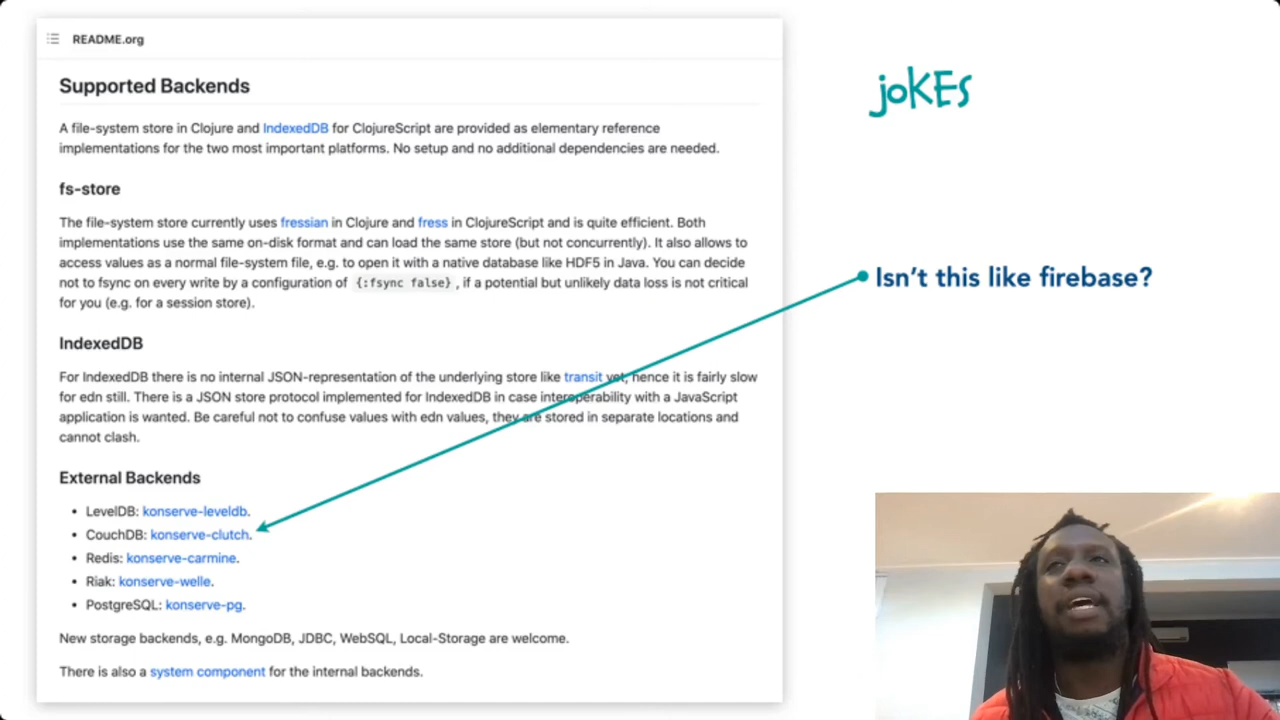 README.org
Supported Backends
A file-system store in Clojure and IndexedDB for ClojureScript are provided as elementary reference
implementations for the two most important platforms. No setup and no additional dependencies are needed.
fs-store
The file-system store currently uses fressian in Clojure and fress in ClojureScript and is quite efficient. Both
implementations use the same on-disk format and can load the same store (but not concurrently). It also allows to
access values as a normal file-system file, e.g. to open it with a native database like HDF5 in Java. You can decide
not to fsync on every write by a configuration of {:fsync false}, if a potential but unlikely data loss is not critical
for you (e.g. for a session store).
IndexedDB
For IndexedDB there is no internal JSON-representation of the underlying store like transit yet, hence it is fairly slow
for edn still. There is a JSON store protocol implemented for IndexedDB in case interoperability with a JavaScript
application is wanted. Be careful not to confuse values with edn values, they are stored in separate locations and
cannot clash.
External Backends
• LevelDB: konserve-leveldb.
• CouchDB: konserve-clutch.
• Redis: konserve-carmine.
• Riak: konserve-welle.
• PostgreSQL: konserve-pg.
New storage backends, e.g. MongoDB, JDBC, WebSQL, Local-Storage are welcome.
There is also a system component for the internal backends.
joKEs
Isn't this like firebase?